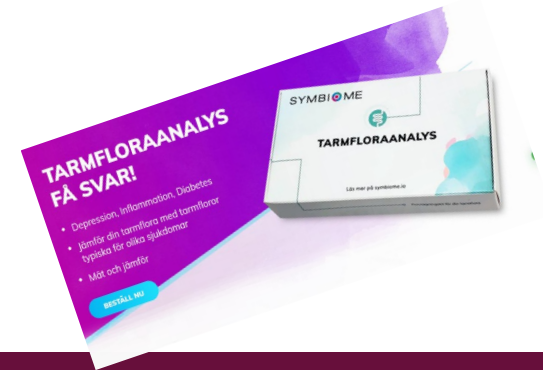 TARMFLORAANALYS
FÅ SVAR!
• Depression, Inflammation, Diabetes
• Jämför din tarmflora med tarmfloror
typiska för olika sjukdomar
• Mät och jämför
BESTÄLL NU
SYMBIOME
TARMFLORAANALYS
Läs mer på symbiome.io